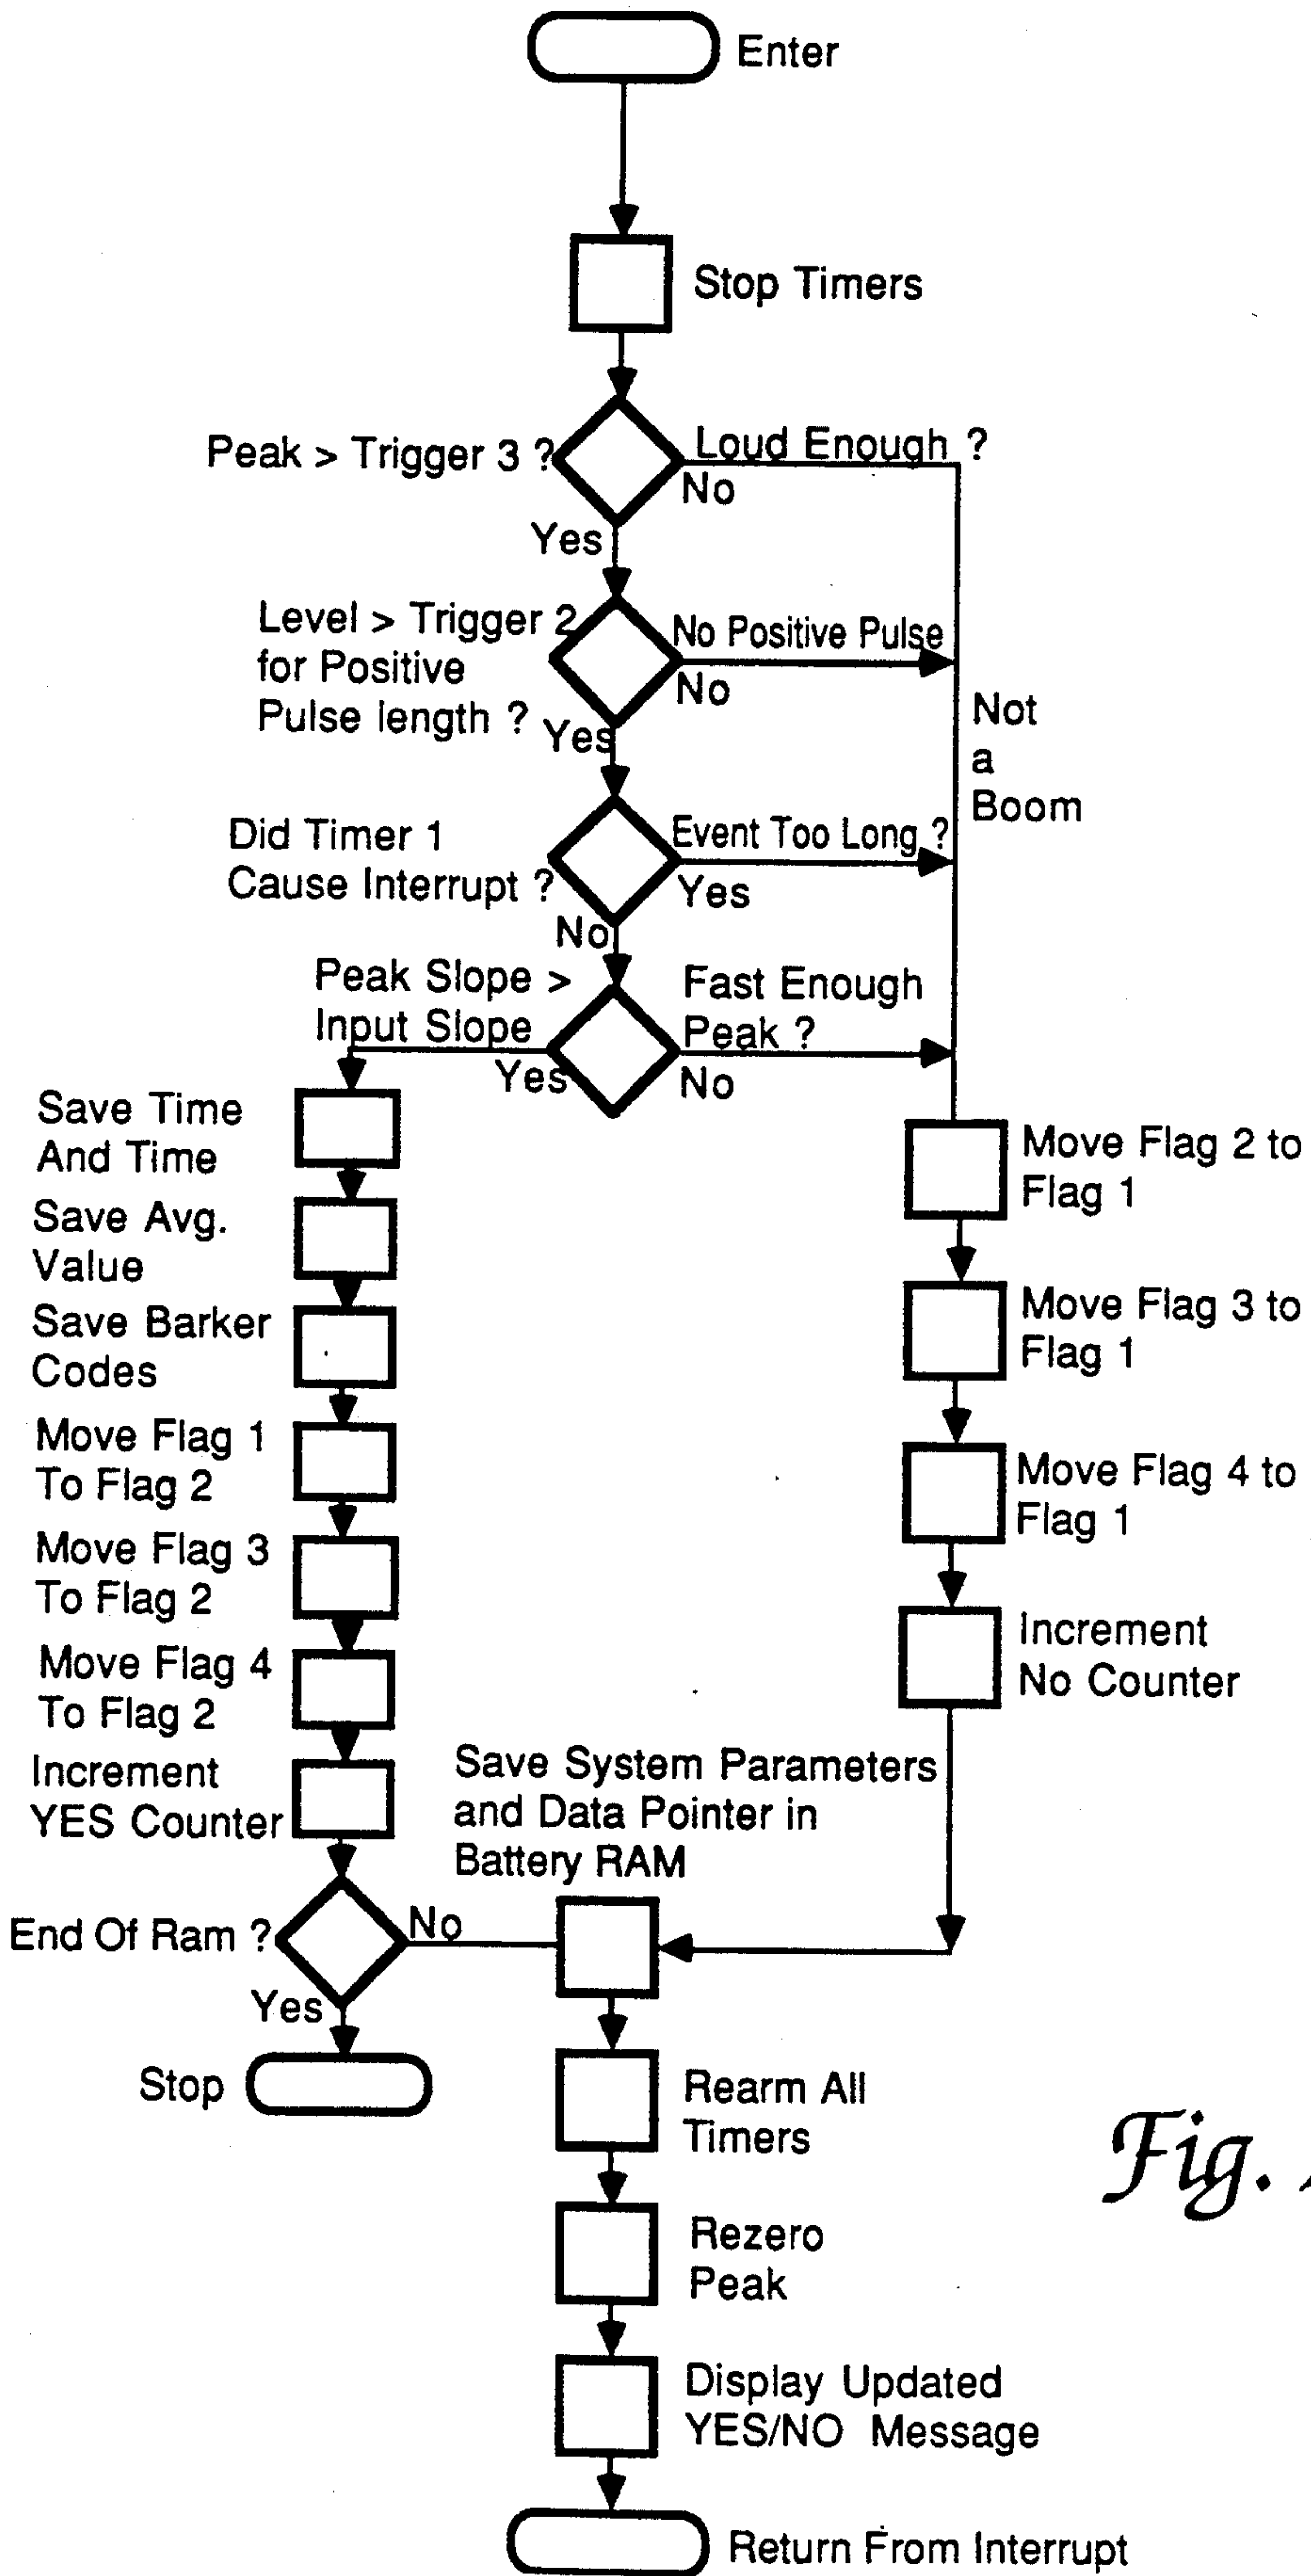 Enter
Stop Timers
Peak > Trigger 3 ?
Loud Enough ?
No
Yes
Level > Trigger 2
for Positive
Pulse length ?
No Positive Pulse
No
Yes
Not
a
Boom
Did Timer 1
Cause Interrupt ?
Event Too Long ?
Yes
No
Peak Slope >
Input Slope
Fast Enough
Peak ?
Yes
No
Save Time
And Time
Save Avg.
Value
Save Barker
Codes
Move Flag 1
To Flag 2
Move Flag 3
To Flag 2
Move Flag 4
To Flag 2
Increment
YES Counter
End Of Ram ?
No
Yes
Stop
Move Flag 2 to
Flag 1
Move Flag 3 to
Flag 1
Move Flag 4 to
Flag 1
Increment
No Counter
Save System Parameters
and Data Pointer in
Battery RAM
Rearm All
Timers
Rezero
Peak
Display Updated
YES/NO Message
Return From Interrupt
Fig.